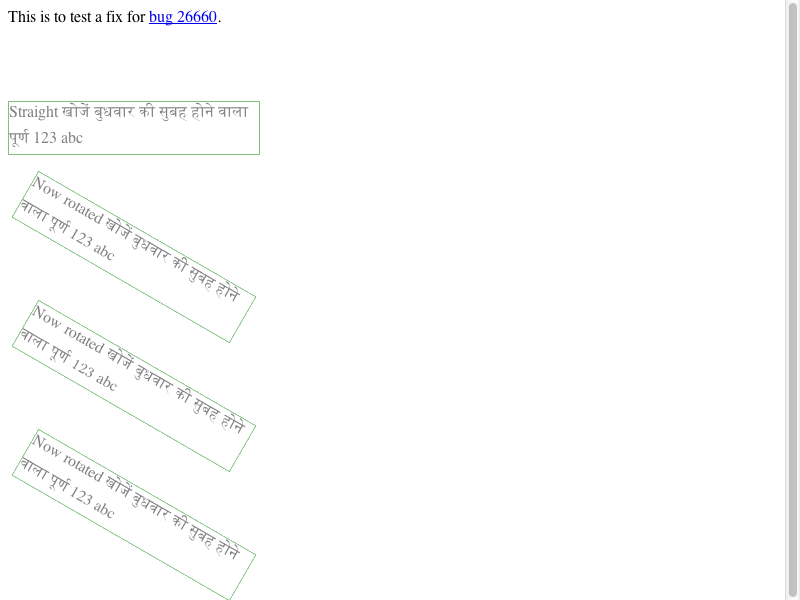 This is to test a fix for bug 26660.
Straight खोजें बुधवार की सुबह होने वाला
पूर्ण 123 abc
Now rotated खोजें बुधवार की सुबह होने
वाला पूर्ण 123 abc
Now rotated खोजें बुधवार की सुबह होने
वाला पूर्ण 123 abc
Now rotated खोजें बुधवार की सुबह होने
वाला पूर्ण 123 abc